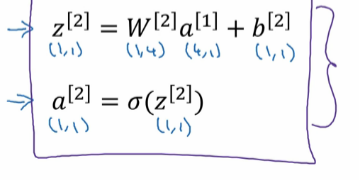 → z^[2] = W^[2]a^[1] + b^[2]
(1,1) (1,4) (4,1) (1,1)
→ a^[2] = σ(z^[2])
(1,1) (1,1)